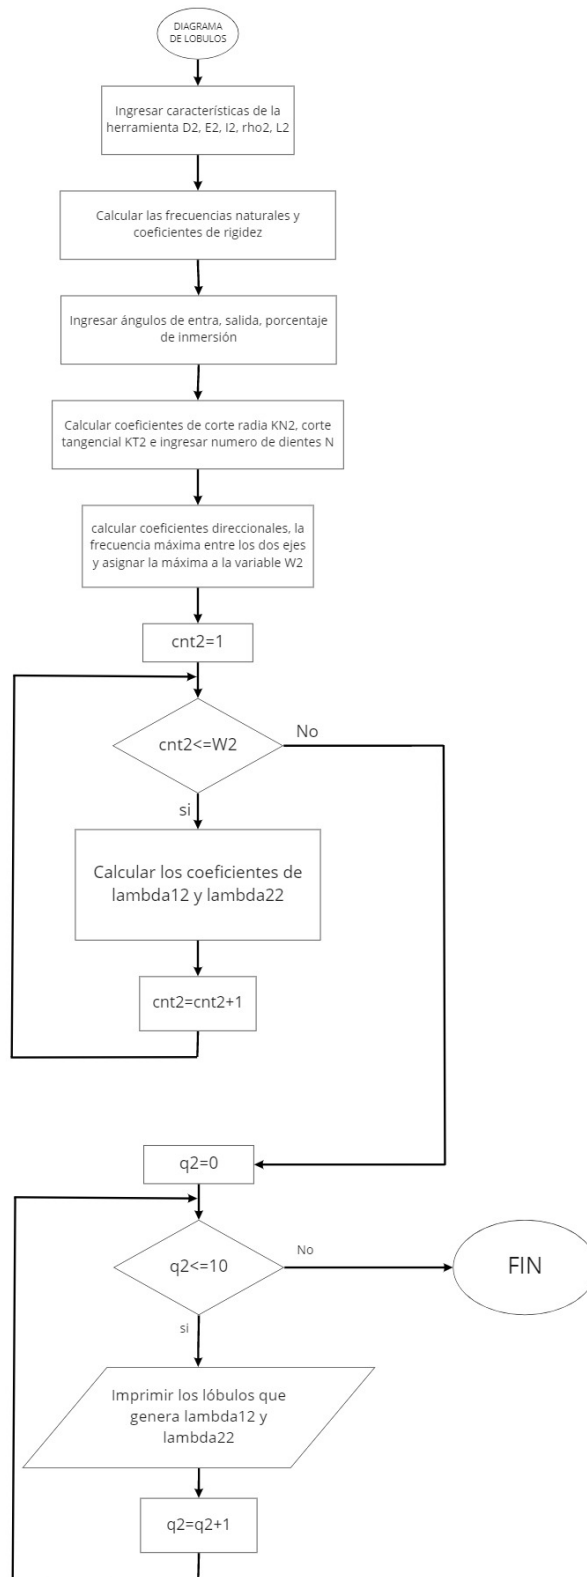 DIAGRAMA
DE LOBULOS
Ingresar características de la
herramienta D2, E2, I2, rho2, L2
Calcular las frecuencias naturales y
coeficientes de rigidez
Ingresar ángulos de entra, salida, porcentaje
de inmersión
Calcular coeficientes de corte radia KN2, corte
tangencial KT2 e ingresar numero de dientes N
calcular coeficientes direccionales, la
frecuencia máxima entre los dos ejes
y asignar la máxima a la variable W2
cnt2=1
cnt2<=W2
No
si
Calcular los coeficientes de
lambda12 y lambda22
cnt2=cnt2+1
q2=0
q2<=10
No
FIN
si
Imprimir los lóbulos que
genera lambda12 y
lambda22
q2=q2+1